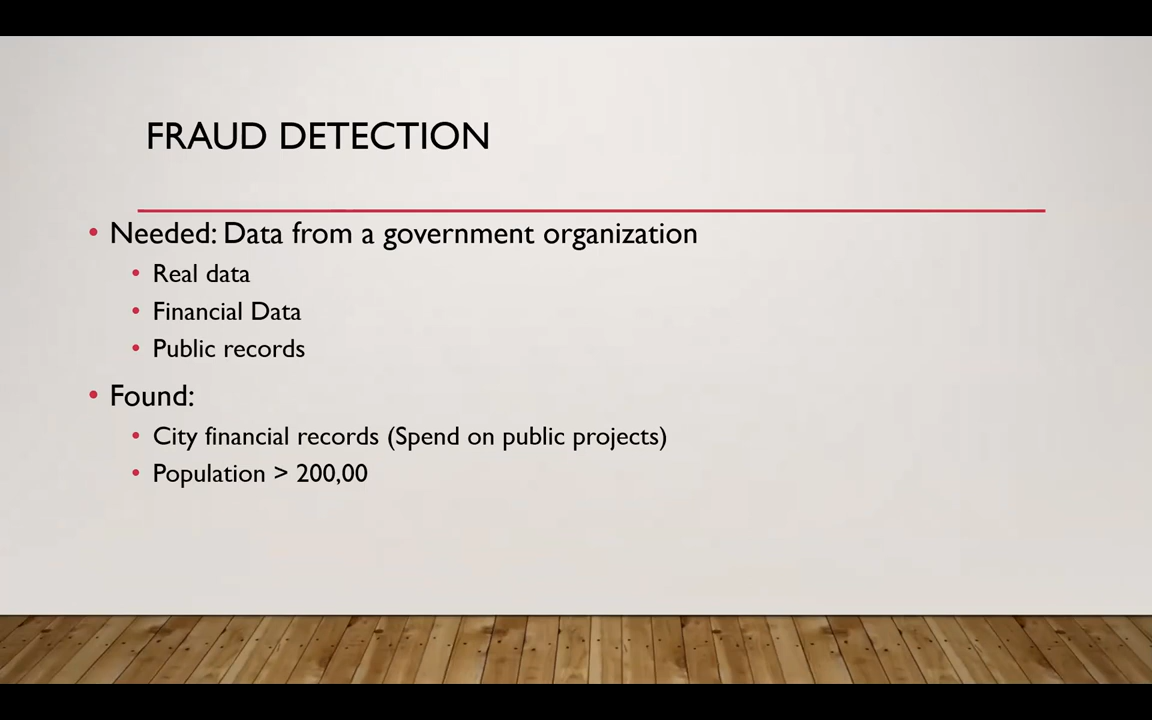 FRAUD DETECTION
• Needed: Data from a government organization
• Real data
• Financial Data
• Public records
• Found:
• City financial records (Spend on public projects)
• Population > 200,00